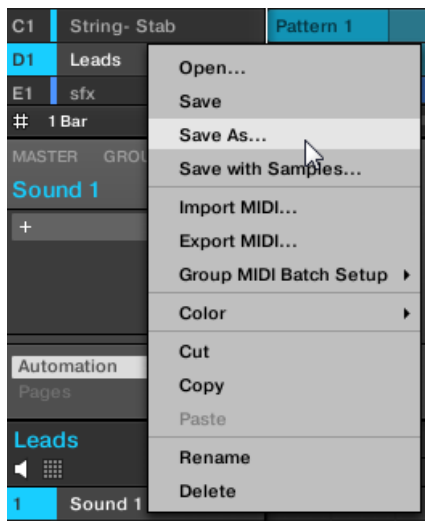 C1 String- Stab Pattern 1
D1 Leads
E1 sfx
1 Bar
MASTER GROU
Sound 1
+
Automation
Pages
Leads
1 Sound 1
Open...
Save
Save As...
Save with Samples...
Import MIDI...
Export MIDI...
Group MIDI Batch Setup
Color
Cut
Copy
Paste
Rename
Delete